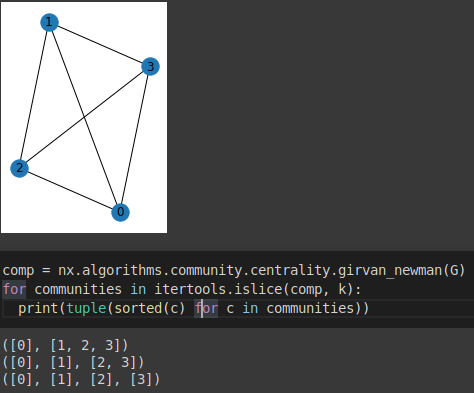 1
3
2
0
comp = nx.algorithms.community.centrality.girvan_newman(G)
for communities in itertools.islice(comp, k):
  print(tuple(sorted(c) for c in communities))
([0], [1, 2, 3])
([0], [1], [2, 3])
([0], [1], [2], [3])